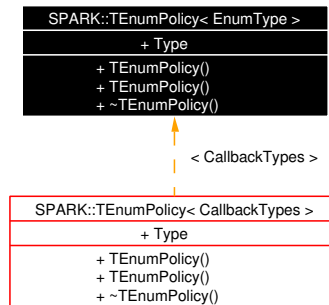 SPARK::TEnumPolicy< EnumType >
+ Type
+ TEnumPolicy()
+ TEnumPolicy()
+ ~TEnumPolicy()
< CallbackTypes >
SPARK::TEnumPolicy< CallbackTypes >
+ Type
+ TEnumPolicy()
+ TEnumPolicy()
+ ~TEnumPolicy()